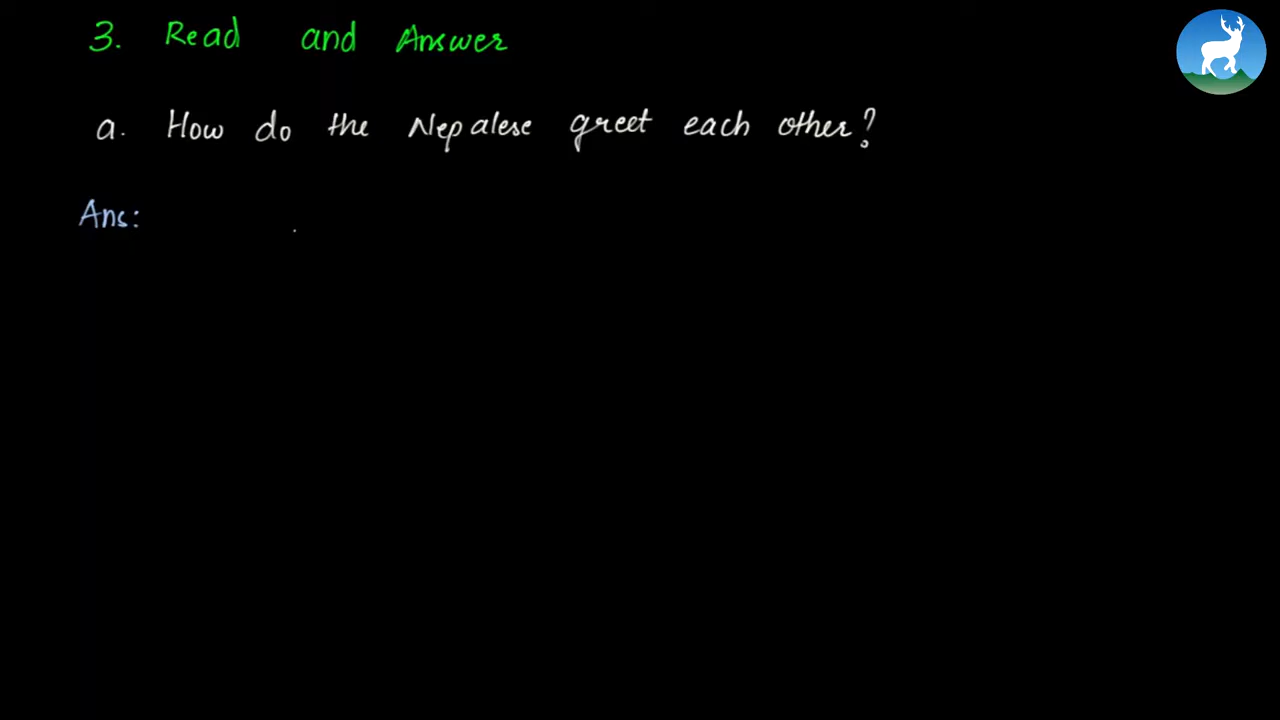 3. Read and Answer
a. How do the Nepalese greet each other?
Ans: